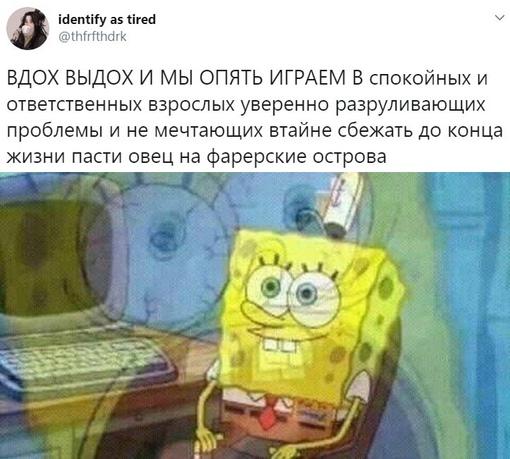 identify as tired
@thfrfthdrk
ВДОХ ВЫДОХ И МЫ ОПЯТЬ ИГРАЕМ В спокойных и
ответственных взрослых уверенно разруливающих
проблемы и не мечтающих втайне сбежать до конца
жизни пасти овец на фарерские острова